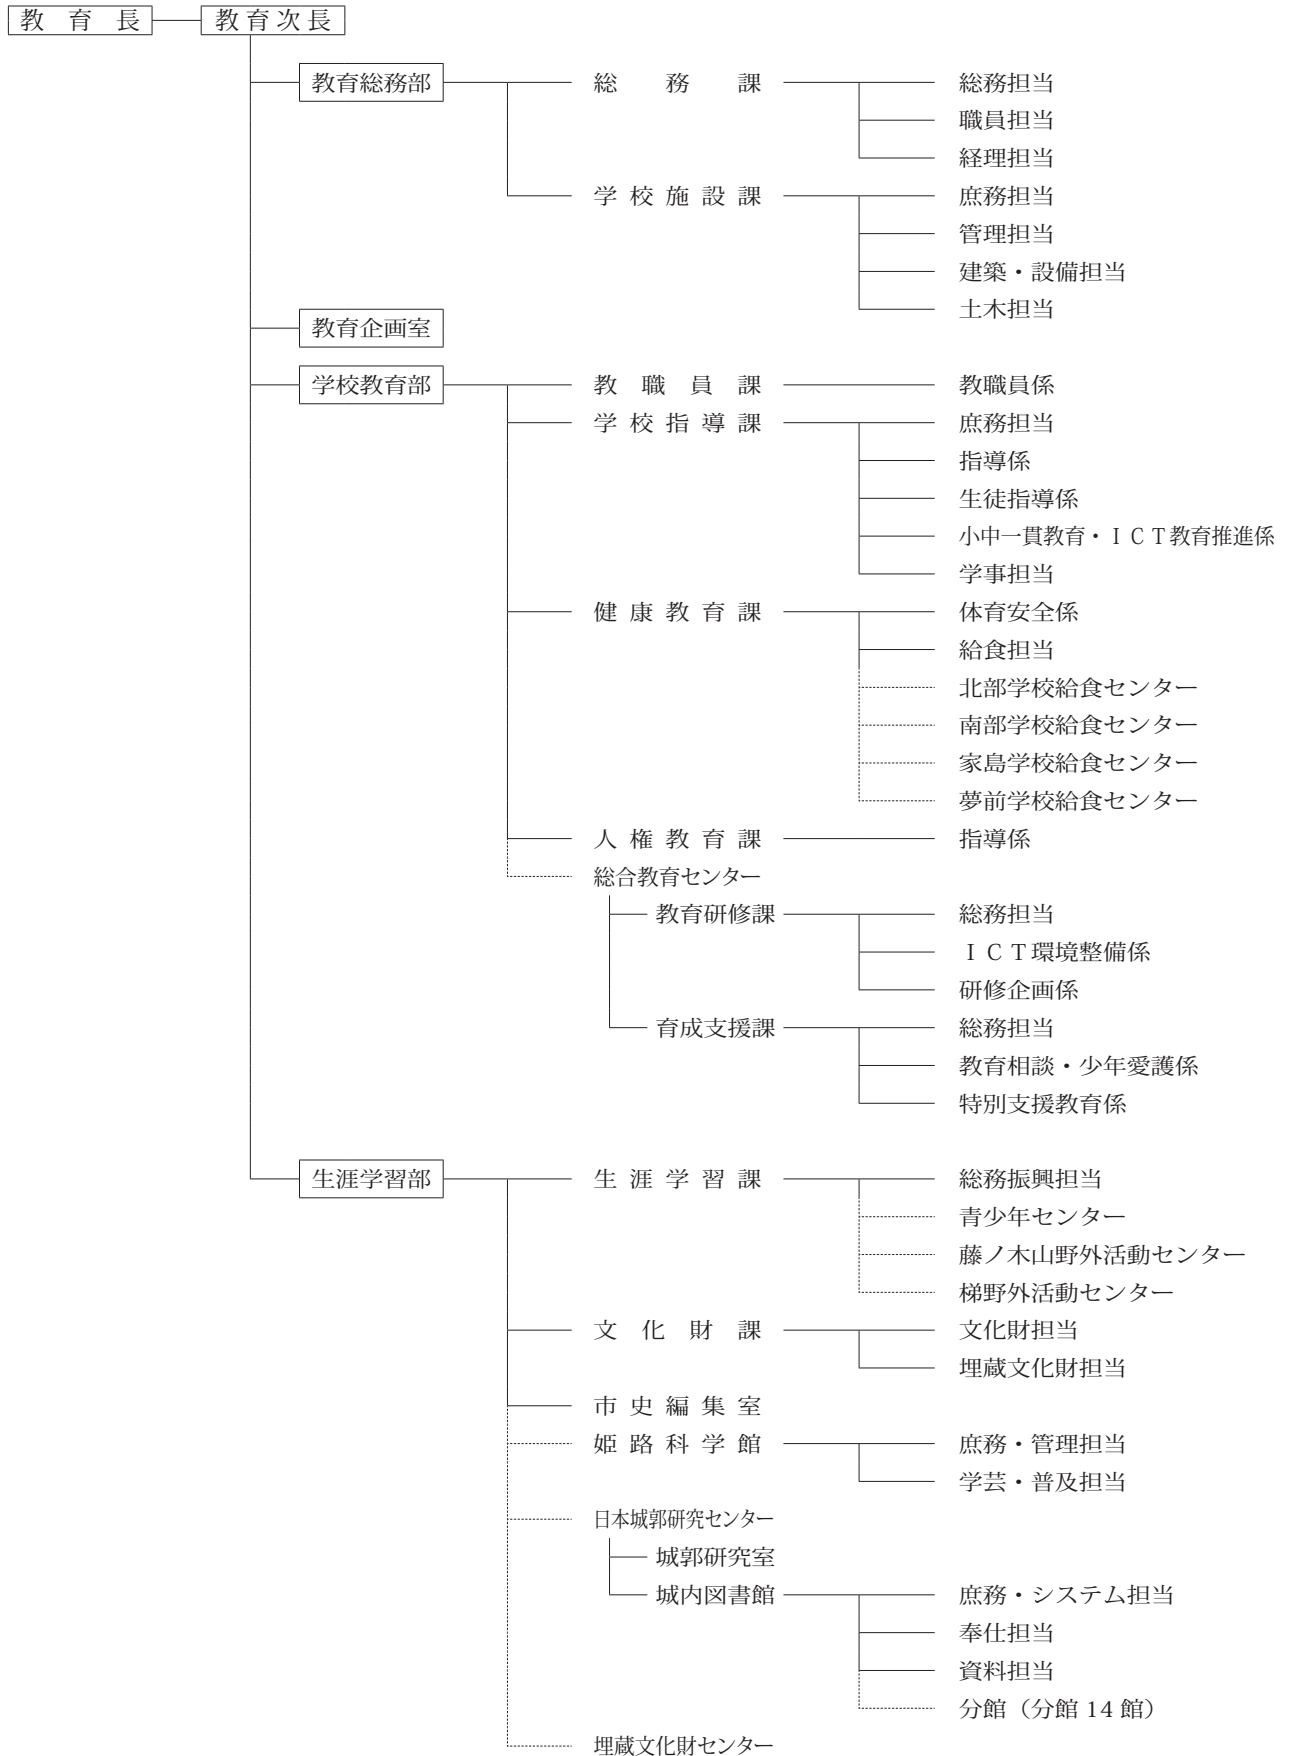 教育長 教育次長
教育総務部 総務課 総務担当
職員担当
経理担当
学校施設課 庶務担当
管理担当
建築・設備担当
土木担当
教育企画室
学校教育部 教職員課 教職員係
学校指導課 庶務担当
指導係
生徒指導係
小中一貫教育・ＩＣＴ教育推進係
学事担当
健康教育課 体育安全係
給食担当
北部学校給食センター
南部学校給食センター
家島学校給食センター
夢前学校給食センター
人権教育課 指導係
総合教育センター
教育研修課 総務担当
ＩＣＴ環境整備係
研修企画係
育成支援課 総務担当
教育相談・少年愛護係
特別支援教育係
生涯学習部 生涯学習課 総務振興担当
青少年センター
藤ノ木山野外活動センター
梯野外活動センター
文化財課 文化財担当
埋蔵文化財担当
市史編集室
姫路科学館 庶務・管理担当
学芸・普及担当
日本城郭研究センター
城郭研究室
城内図書館 庶務・システム担当
奉仕担当
資料担当
分館（分館 14 館）
埋蔵文化財センター